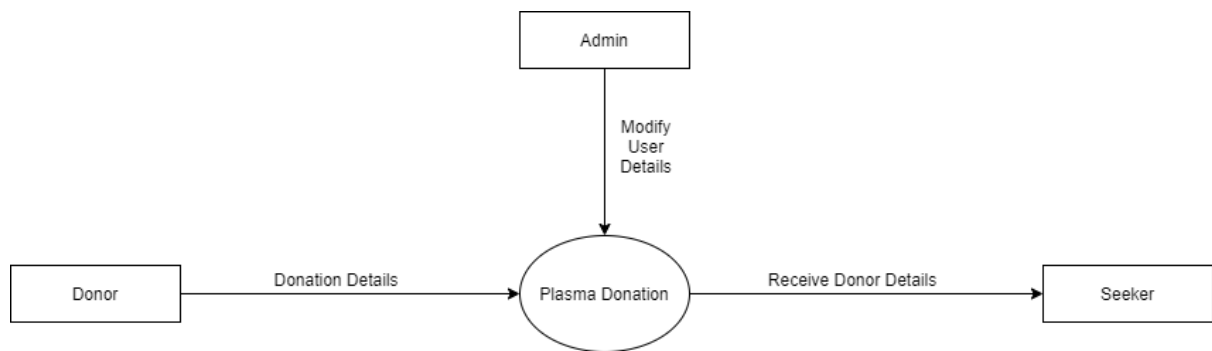 Admin
Modify
User
Details
Donor
Donation Details
Plasma Donation
Receive Donor Details
Seeker